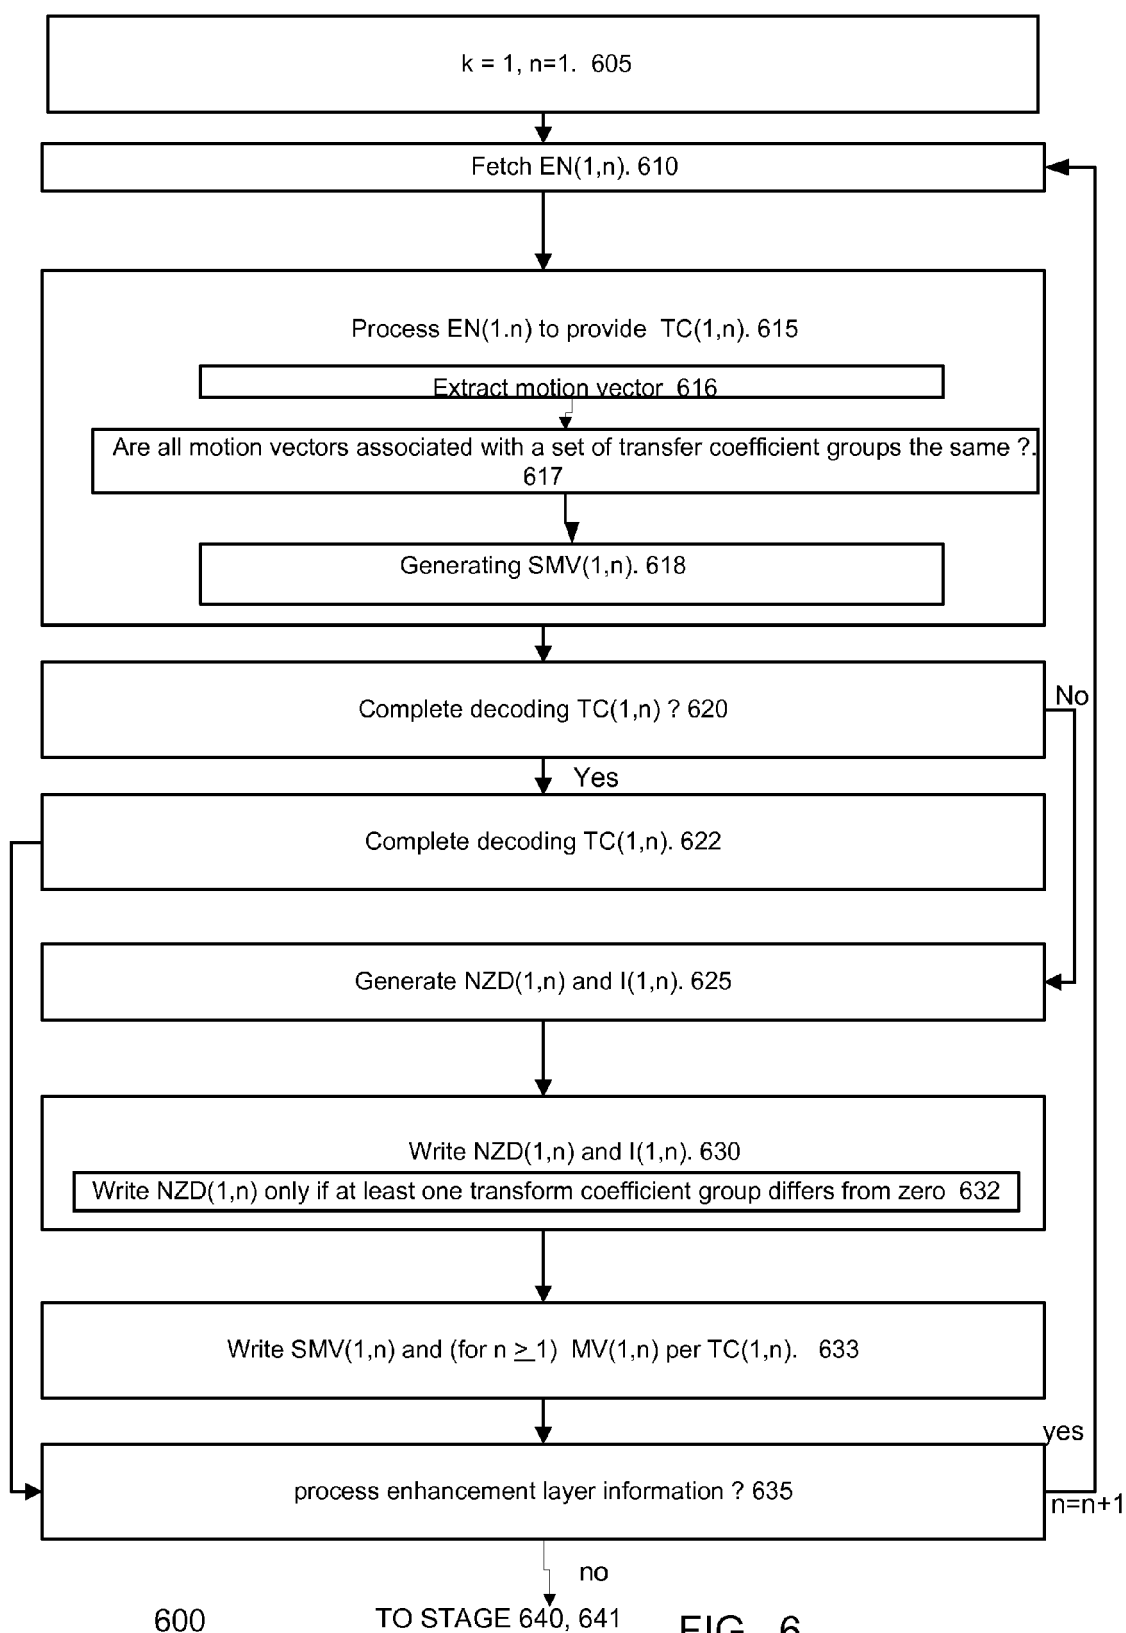 k = 1, n=1. 605
Fetch EN(1,n). 610
Process EN(1.n) to provide TC(1,n). 615
Extract motion vector 616
Are all motion vectors associated with a set of transfer coefficient groups the same ?.
617
Generating SMV(1,n). 618
Complete decoding TC(1,n) ? 620
No
Yes
Complete decoding TC(1,n). 622
Generate NZD(1,n) and I(1,n). 625
Write NZD(1,n) and I(1,n). 630
Write NZD(1,n) only if at least one transform coefficient group differs from zero 632
Write SMV(1,n) and (for n ≥ 1) MV(1,n) per TC(1,n). 633
yes
process enhancement layer information ? 635
n=n+1
no
600
TO STAGE 640, 641
FIG. 6